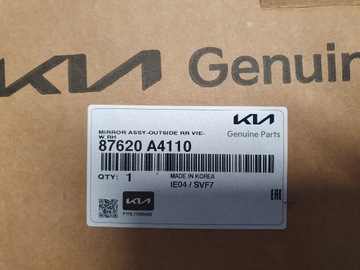 KIA Genuine
KIA
Genuine Parts
MIRROR ASSY-OUTSIDE RR VIE-
W,RH
87620 A4110
QTY: 1
MADE IN KOREA
IE04 / SVF7
KIA
EAC